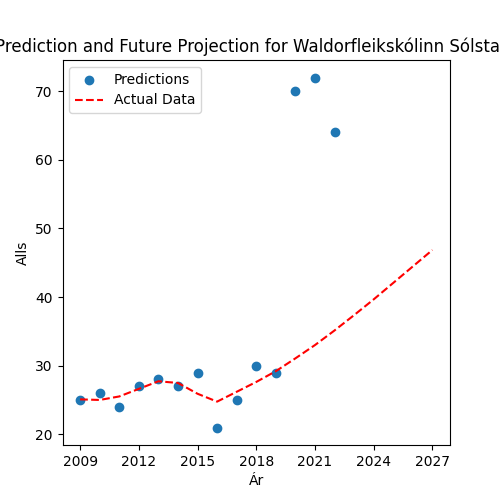 Prediction and Future Projection for Waldorfleikskólinn Sólsta
Predictions
Actual Data
Alls
70
60
50
40
30
20
2009 2012 2015 2018 2021 2024 2027
Ár